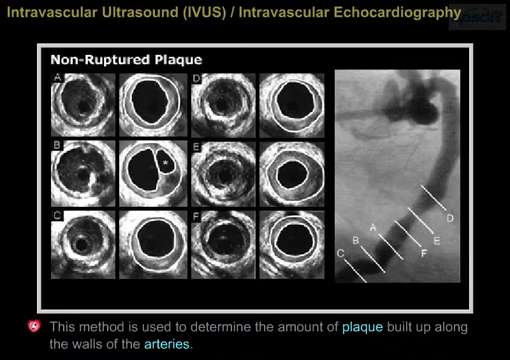 Intravascular Ultrasound (IVUS) / Intravascular Echocardiography
Non-Ruptured Plaque
A
D
B
*
E
C
F
D
E
A
F
B
C
This method is used to determine the amount of plaque built up along
the walls of the arteries.